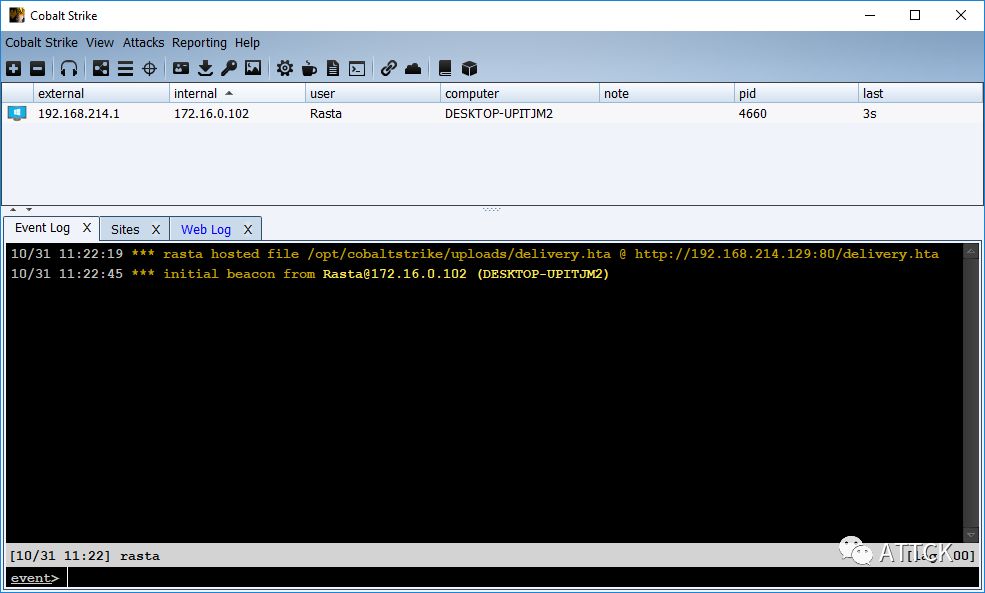 Cobalt Strike
Cobalt Strike View Attacks Reporting Help
external internal user computer note pid last
192.168.214.1 172.16.0.102 Rasta DESKTOP-UPITJM2 4660 3s
Event Log X Sites X Web Log X
10/31 11:22:19 *** rasta hosted file /opt/cobaltstrike/uploads/delivery.hta @ http://192.168.214.129:80/delivery.hta
10/31 11:22:45 *** initial beacon from Rasta@172.16.0.102 (DESKTOP-UPITJM2)
[10/31 11:22] rasta 00]
ATTCK
event>